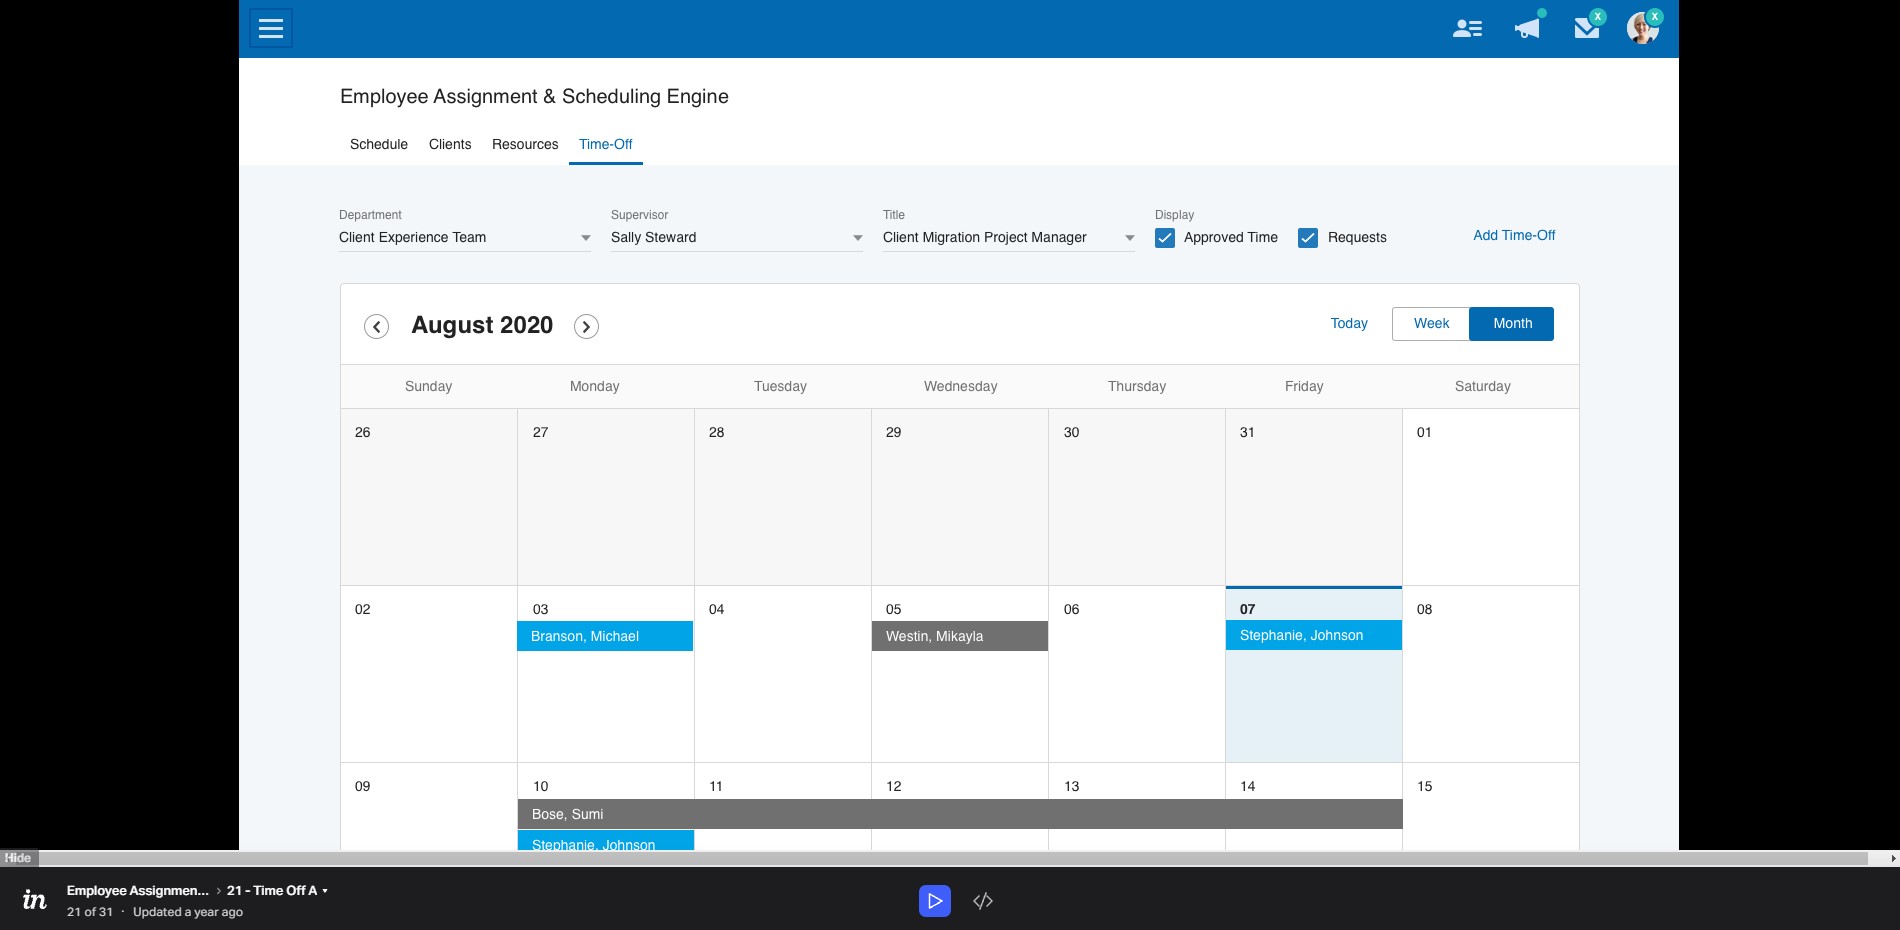 X
X
Employee Assignment & Scheduling Engine
Schedule Clients Resources Time-Off
Department Supervisor Title Display
Client Experience Team Sally Steward Client Migration Project Manager Approved Time Requests Add Time-Off
August 2020 Today Week Month
Sunday Monday Tuesday Wednesday Thursday Friday Saturday
26 27 28 29 30 31 01
02 03 04 05 06 07 08
Branson, Michael Westin, Mikayla Stephanie, Johnson
09 10 11 12 13 14 15
Bose, Sumi
Stephanie, Johnson
Hide
in Employee Assignmen... › 21 - Time Off A
21 of 31 · Updated a year ago